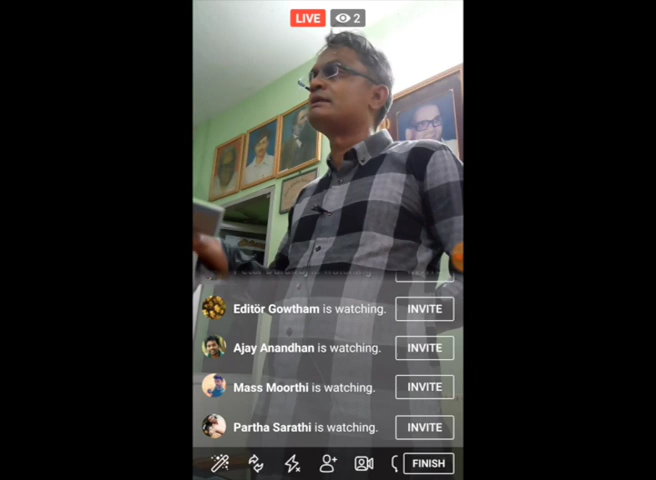 LIVE 2
Editör Gowtham is watching. INVITE
Ajay Anandhan is watching. INVITE
Mass Moorthi is watching. INVITE
Partha Sarathi is watching. INVITE
FINISH